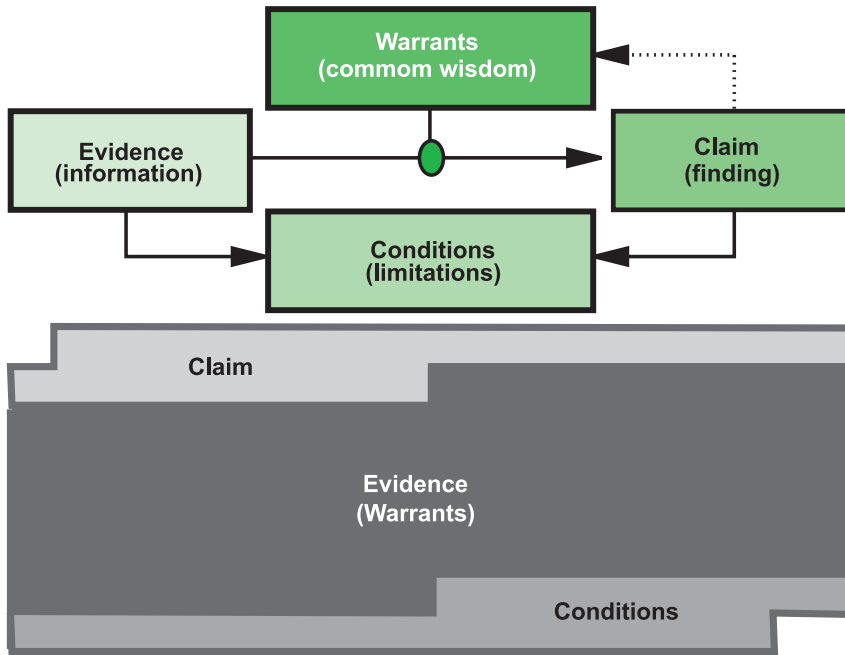 Warrants
(commom wisdom)
Evidence
(information)
Claim
(finding)
Conditions
(limitations)
Claim
Evidence
(Warrants)
Conditions